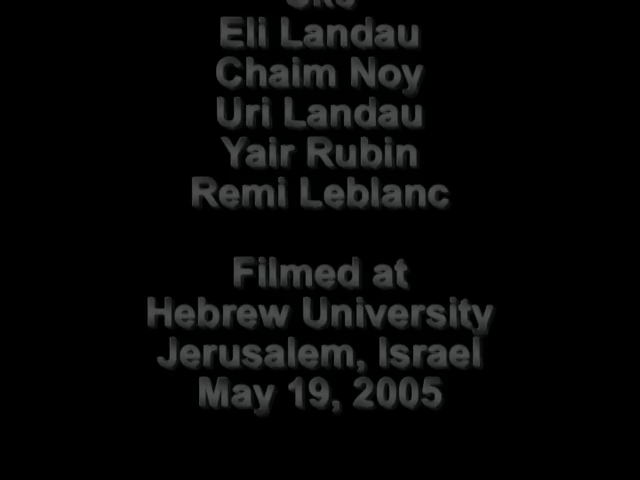 Eli Landau
Chaim Noy
Uri Landau
Yair Rubin
Remi Leblanc
Filmed at
Hebrew University
Jerusalem, Israel
May 19, 2005